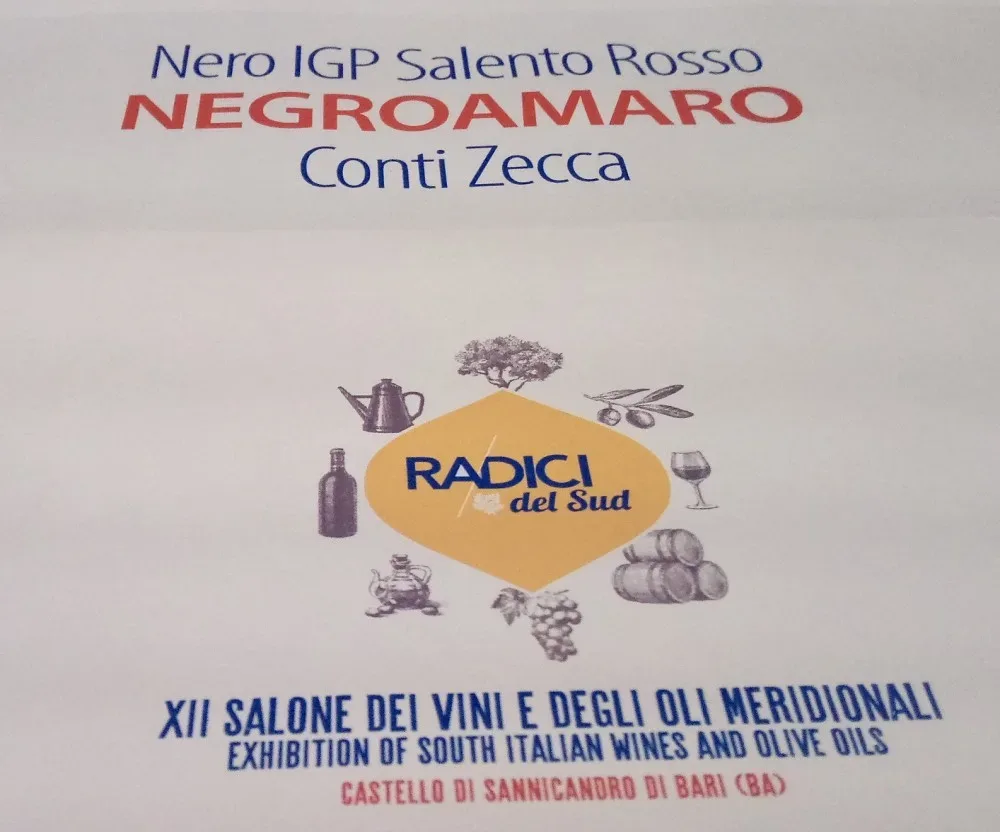 Nero IGP Salento Rosso
NEGROAMARO
Conti Zecca
RADICI
del Sud
XII SALONE DEI VINI E DEGLI OLI MERIDIONALI
EXHIBITION OF SOUTH ITALIAN WINES AND OLIVE OILS
CASTELLO DI SANNICANDRO DI BARI (BA)